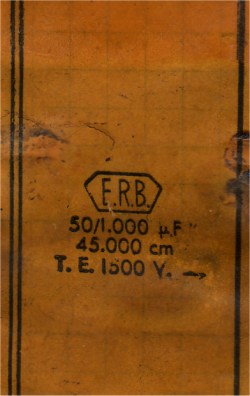 E.R.B.
50/1.000 µF
45.000 cm
T. E. 1500 V. →